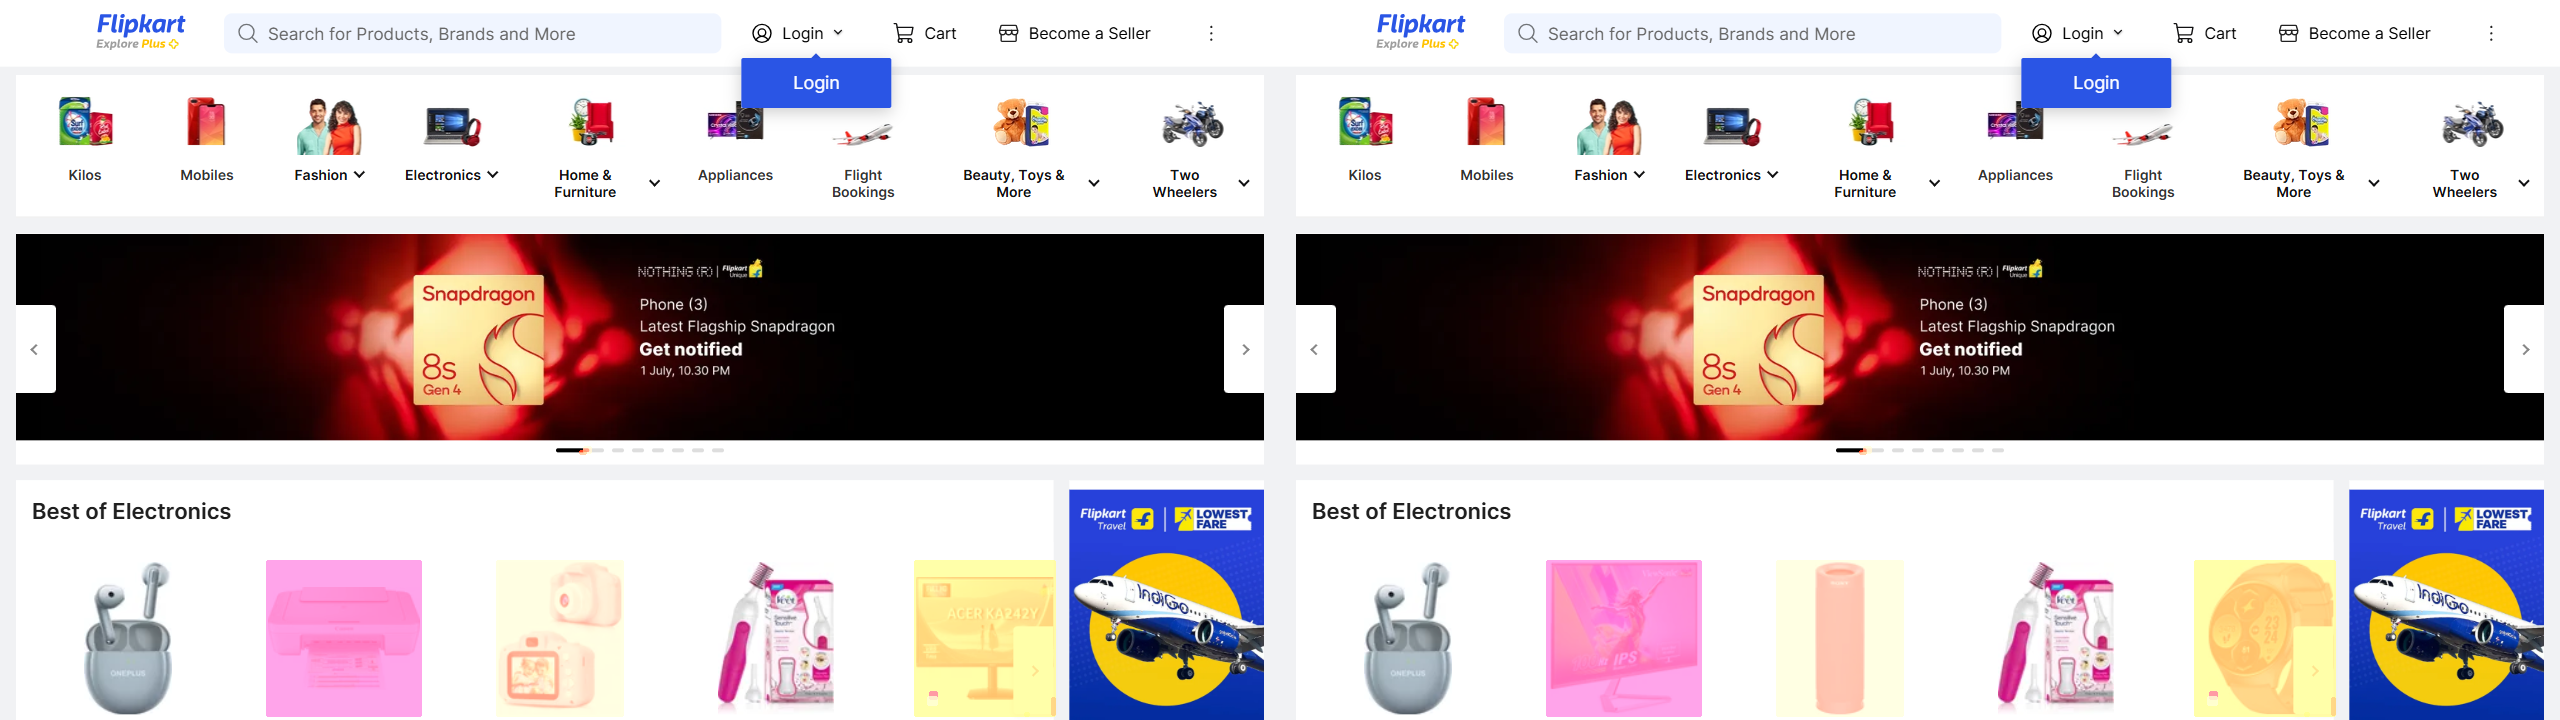 Flipkart
Explore Plus
Search for Products, Brands and More
Login
Cart
Become a Seller
Login
Kilos
Mobiles
Fashion
Electronics
Home & Furniture
Appliances
Flight Bookings
Beauty, Toys & More
Two Wheelers
NOTHING (R) | Flipkart Unique
Snapdragon
8s
Gen 4
Phone (3)
Latest Flagship Snapdragon
Get notified
1 July, 10.30 PM
Best of Electronics
ONEPLUS
Veet
Sensitive Touch
ACER KA242Y
Flipkart Travel
LOWEST FARE
IndiGo
Flipkart
Explore Plus
Search for Products, Brands and More
Login
Cart
Become a Seller
Login
Kilos
Mobiles
Fashion
Electronics
Home & Furniture
Appliances
Flight Bookings
Beauty, Toys & More
Two Wheelers
NOTHING (R) | Flipkart Unique
Snapdragon
8s
Gen 4
Phone (3)
Latest Flagship Snapdragon
Get notified
1 July, 10.30 PM
Best of Electronics
ONEPLUS
IPS
Veet
Sensitive Touch
Flipkart Travel
LOWEST FARE
IndiGo